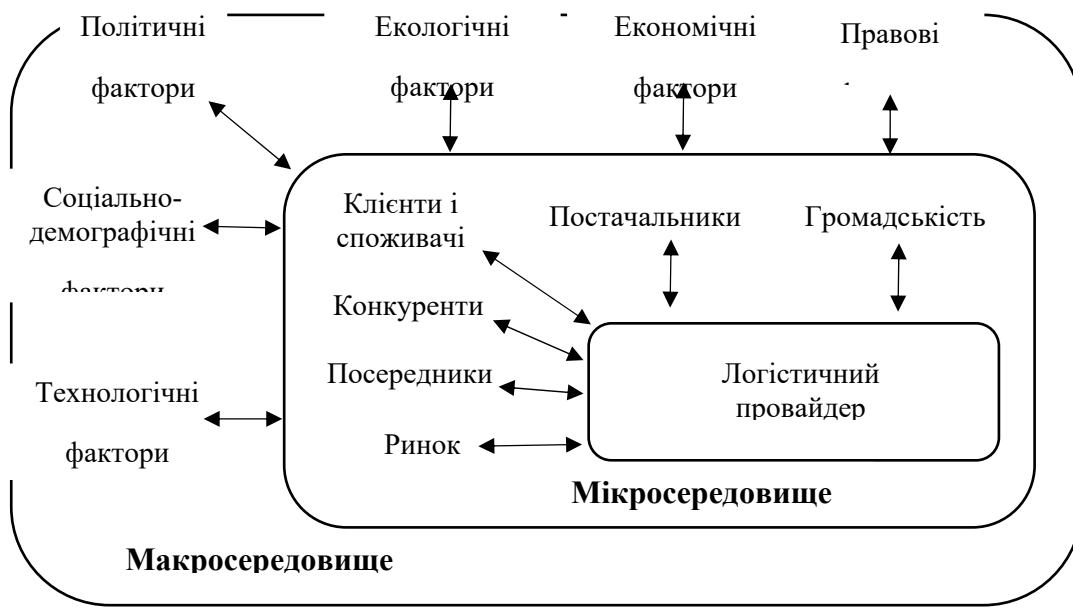 Політичні
фактори
Екологічні
фактори
Економічні
фактори
Правові
Соціально-
демографічні
фактори
Технологічні
фактори
Клієнти і
споживачі
Постачальники
Громадськість
Конкуренти
Посередники
Ринок
Логістичний
провайдер
Мікросередовище
Макросередовище